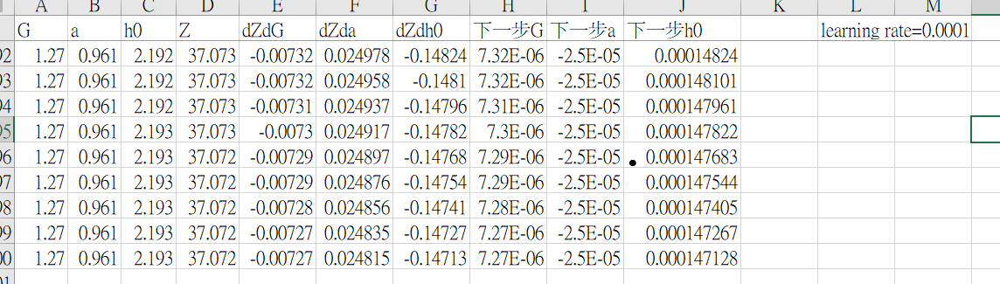 A B C D E F G H I J K L M
G a h0 Z dZdG dZda dZdh0 下一步G 下一步a 下一步h0 learning rate=0.0001
92 1.27 0.961 2.192 37.073 -0.00732 0.024978 -0.14824 7.32E-06 -2.5E-05 0.00014824
93 1.27 0.961 2.192 37.073 -0.00732 0.024958 -0.1481 7.32E-06 -2.5E-05 0.000148101
94 1.27 0.961 2.192 37.073 -0.00731 0.024937 -0.14796 7.31E-06 -2.5E-05 0.000147961
95 1.27 0.961 2.193 37.073 -0.0073 0.024917 -0.14782 7.3E-06 -2.5E-05 0.000147822
96 1.27 0.961 2.193 37.072 -0.00729 0.024897 -0.14768 7.29E-06 -2.5E-05 0.000147683
97 1.27 0.961 2.193 37.072 -0.00729 0.024876 -0.14754 7.29E-06 -2.5E-05 0.000147544
98 1.27 0.961 2.193 37.072 -0.00728 0.024856 -0.14741 7.28E-06 -2.5E-05 0.000147405
99 1.27 0.961 2.193 37.072 -0.00727 0.024835 -0.14727 7.27E-06 -2.5E-05 0.000147267
00 1.27 0.961 2.193 37.072 -0.00727 0.024815 -0.14713 7.27E-06 -2.5E-05 0.000147128